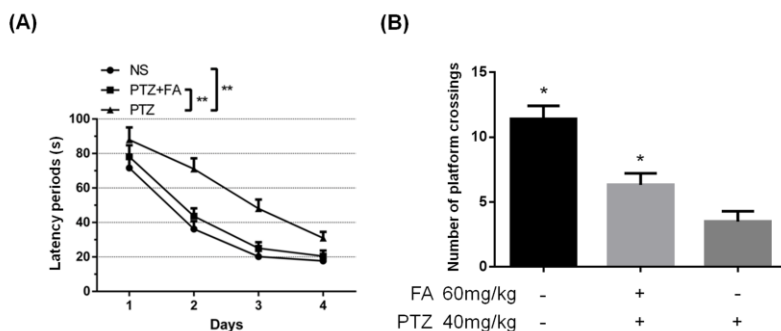 (A)
NS
PTZ+FA
PTZ
**
**
Latency periods (s)
100
80
60
40
20
0
1 2 3 4
Days
(B)
Number of platform crossings
15
10
5
0
*
*
FA 60mg/kg - + -
PTZ 40mg/kg - + +